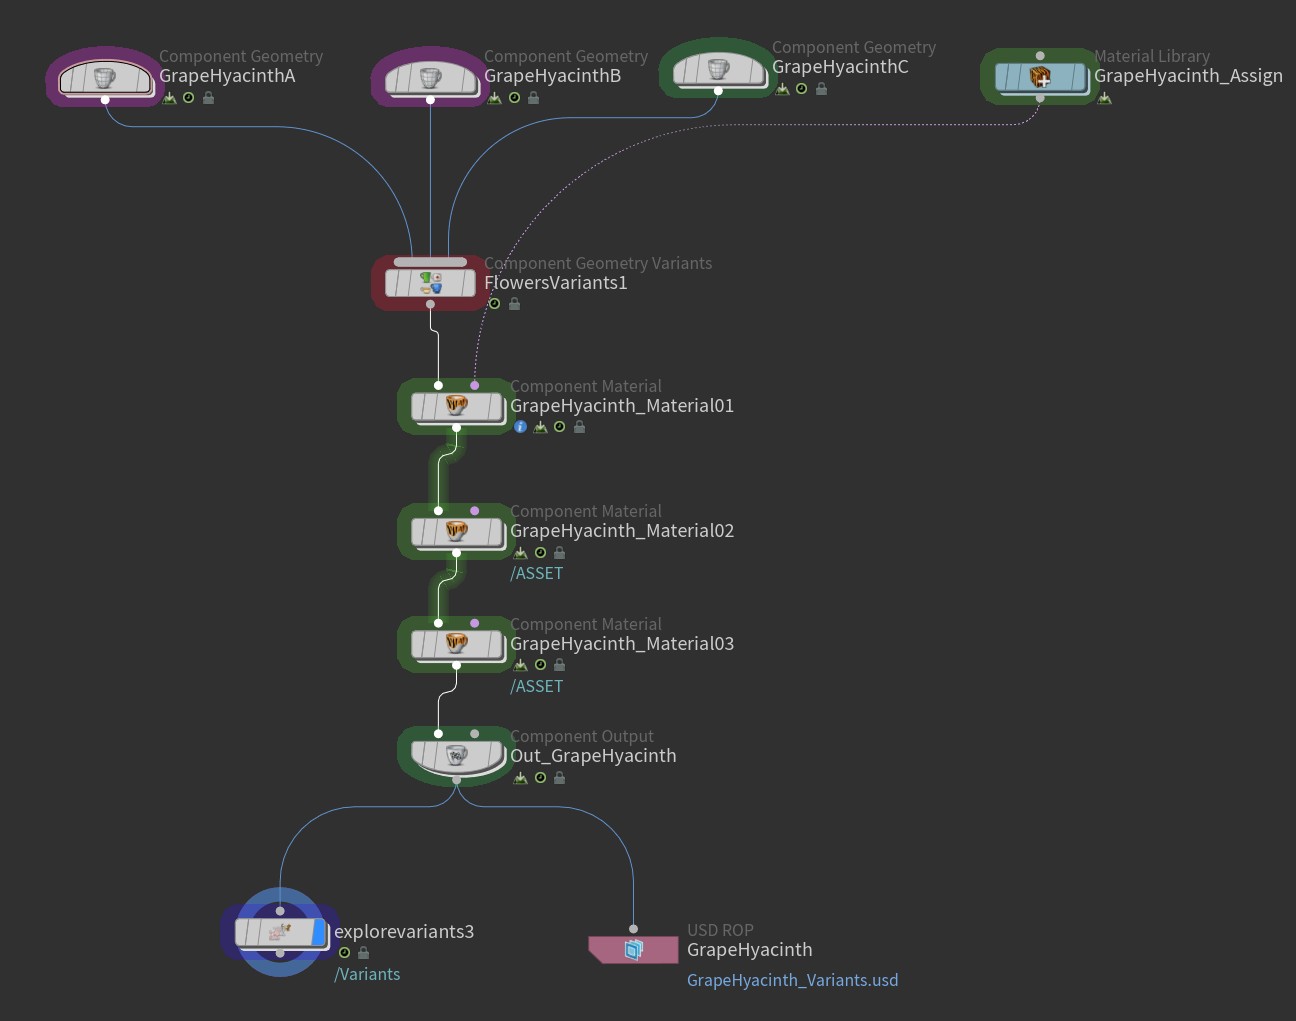 Component Geometry
GrapeHyacinthA
Component Geometry
GrapeHyacinthB
Component Geometry
GrapeHyacinthC
Material Library
GrapeHyacinth_Assign
Component Geometry Variants
FlowersVariants1
Component Material
GrapeHyacinth_Material01
Component Material
GrapeHyacinth_Material02
/ASSET
Component Material
GrapeHyacinth_Material03
/ASSET
Component Output
Out_GrapeHyacinth
explorevariants3
/Variants
USD ROP
GrapeHyacinth
GrapeHyacinth_Variants.usd